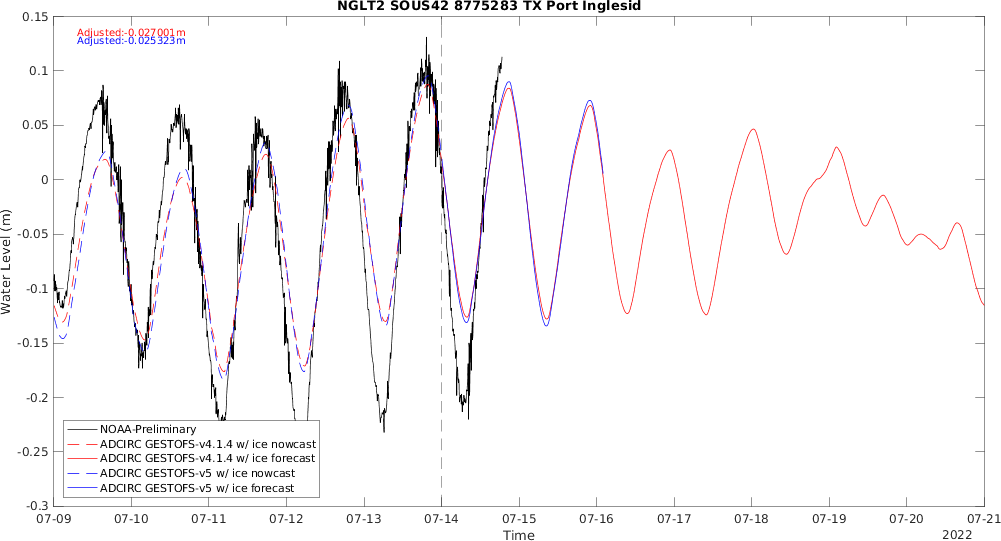 NGLT2 SOUS42 8775283 TX Port Inglesid
Adjusted:-0.027001m
Adjusted:-0.025323m
0.15
0.1
0.05
0
-0.05
-0.1
-0.15
-0.2
-0.25
-0.3
Water Level (m)
NOAA-Preliminary
ADCIRC GESTOFS-v4.1.4 w/ ice nowcast
ADCIRC GESTOFS-v4.1.4 w/ ice forecast
ADCIRC GESTOFS-v5 w/ ice nowcast
ADCIRC GESTOFS-v5 w/ ice forecast
07-09 07-10 07-11 07-12 07-13 07-14 07-15 07-16 07-17 07-18 07-19 07-20 07-21
Time
2022